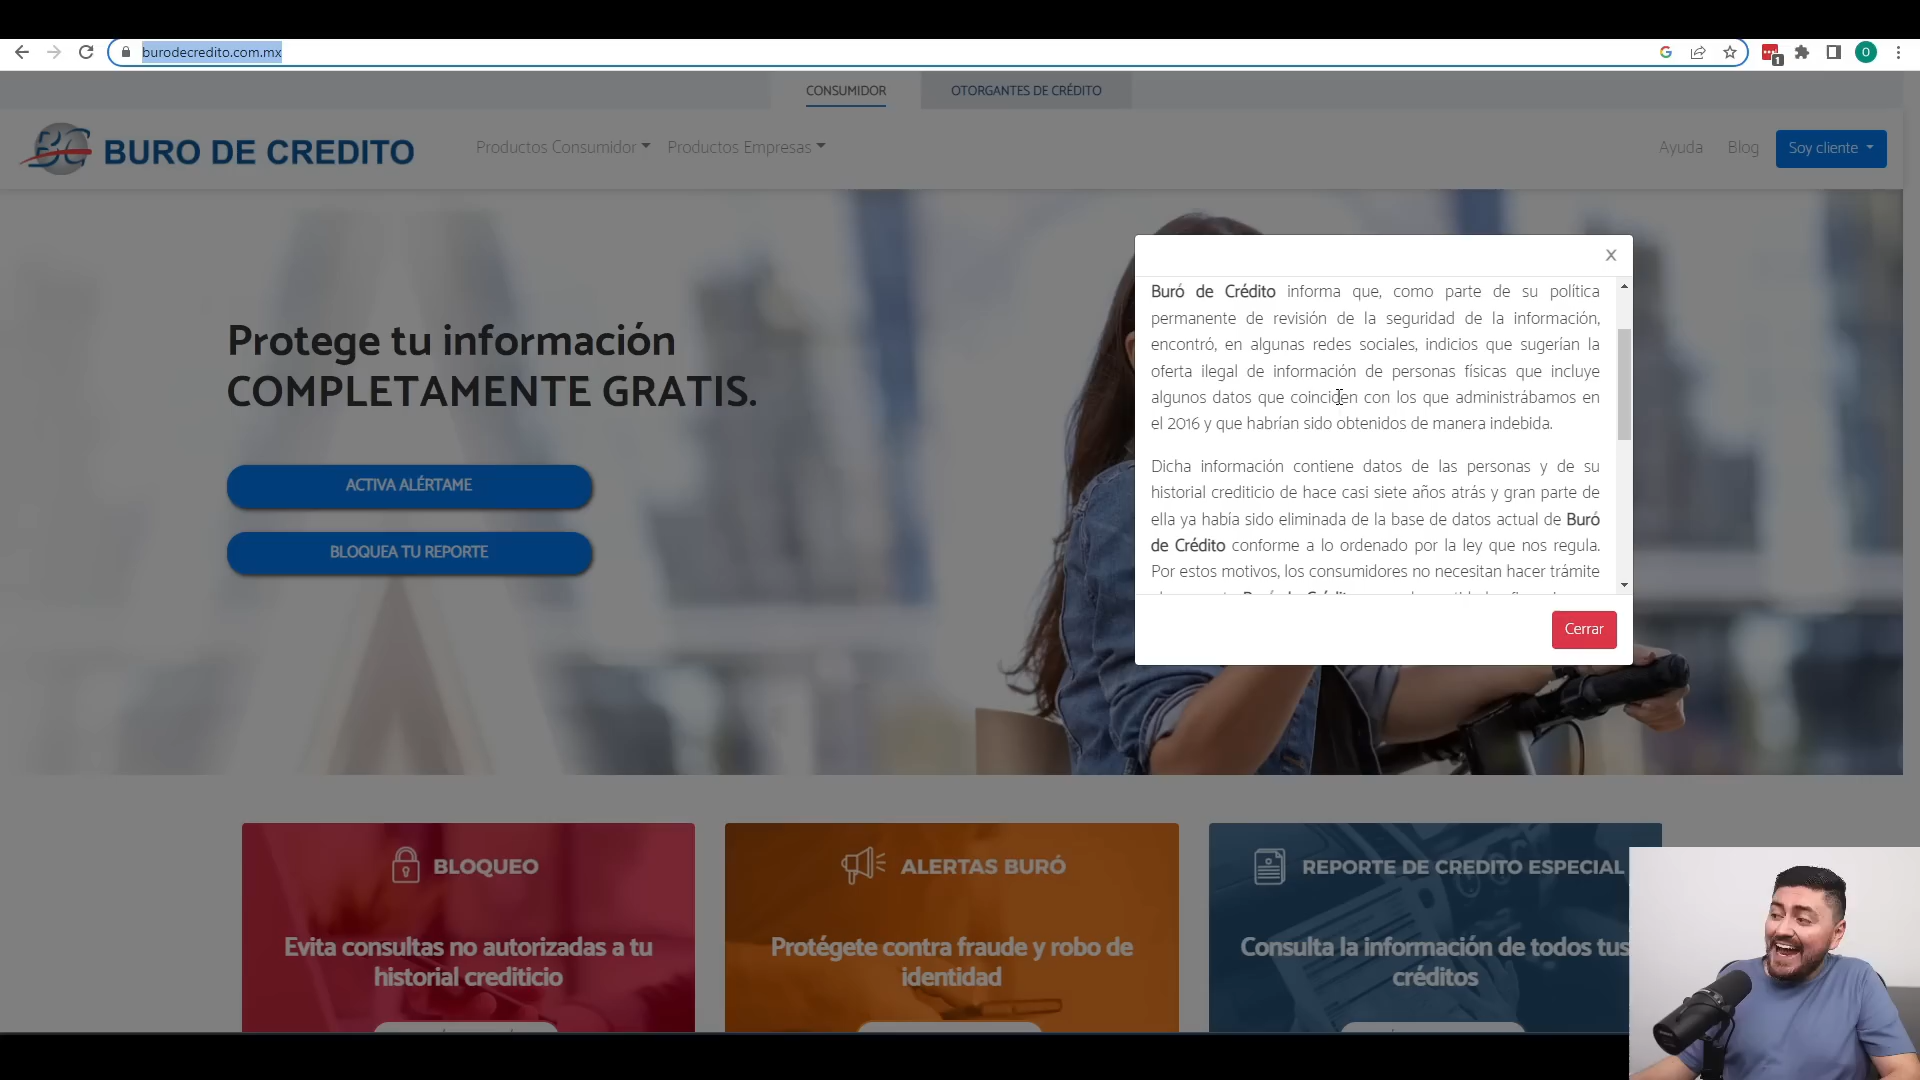 burodecredito.com.mx
1
O
CONSUMIDOR
OTORGANTES DE CRÉDITO
BC BURO DE CREDITO
Productos Consumidor
Productos Empresas
Ayuda
Blog
Soy cliente
Protege tu información
COMPLETAMENTE GRATIS.
ACTIVA ALÉRTAME
BLOQUEA TU REPORTE
X
Buró de Crédito informa que, como parte de su política
permanente de revisión de la seguridad de la información,
encontró, en algunas redes sociales, indicios que sugerían la
oferta ilegal de información de personas físicas que incluye
algunos datos que coinciden con los que administrábamos en
el 2016 y que habrían sido obtenidos de manera indebida.
Dicha información contiene datos de las personas y de su
historial crediticio de hace casi siete años atrás y gran parte de
ella ya había sido eliminada de la base de datos actual de Buró
de Crédito conforme a lo ordenado por la ley que nos regula.
Por estos motivos, los consumidores no necesitan hacer trámite
Cerrar
BLOQUEO
Evita consultas no autorizadas a tu
historial crediticio
ALERTAS BURÓ
Protégete contra fraude y robo de
identidad
REPORTE DE CREDITO ESPECIAL
Consulta la información de todos tus
créditos